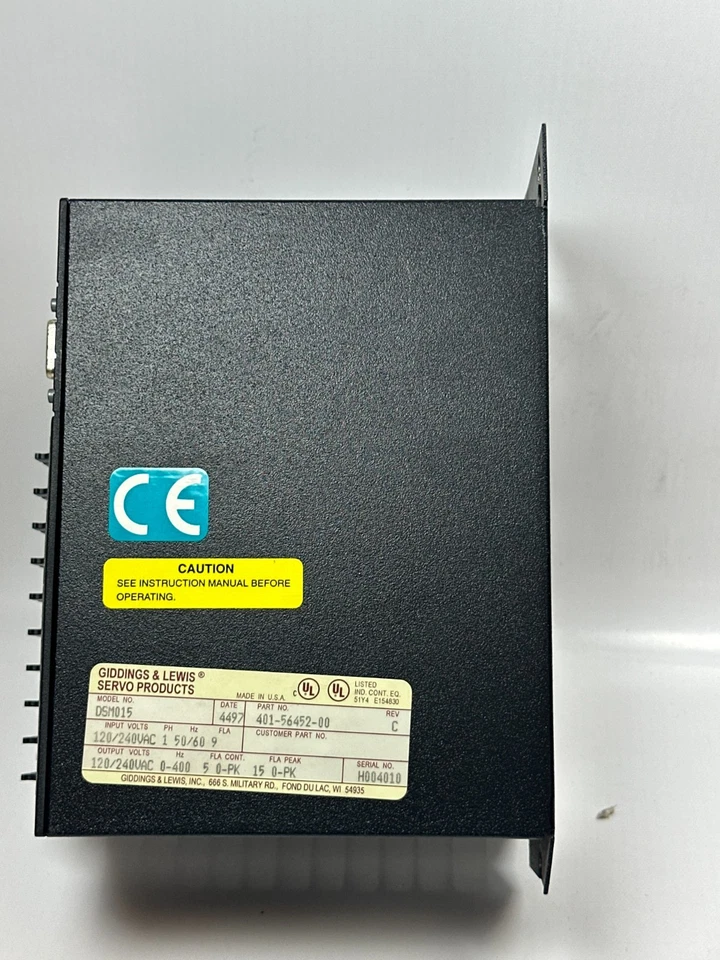 CE
CAUTION
SEE INSTRUCTION MANUAL BEFORE
OPERATING.
GIDDINGS & LEWIS®
SERVO PRODUCTS
MADE IN U.S.A.
C UL UL
LISTED
IND. CONT. EQ.
51Y4 E154830
MODEL NO. DATE PART NO. REV
DSM015 4497 401-56452-00 C
INPUT VOLTS PH Hz FLA CUSTOMER PART NO.
120/240VAC 1 50/60 9
OUTPUT VOLTS Hz FLA CONT. FLA PEAK SERIAL NO.
120/240VAC 0-400 5 0-PK 15 0-PK H004010
GIDDINGS & LEWIS, INC., 666 S. MILITARY RD., FOND DU LAC, WI 54935